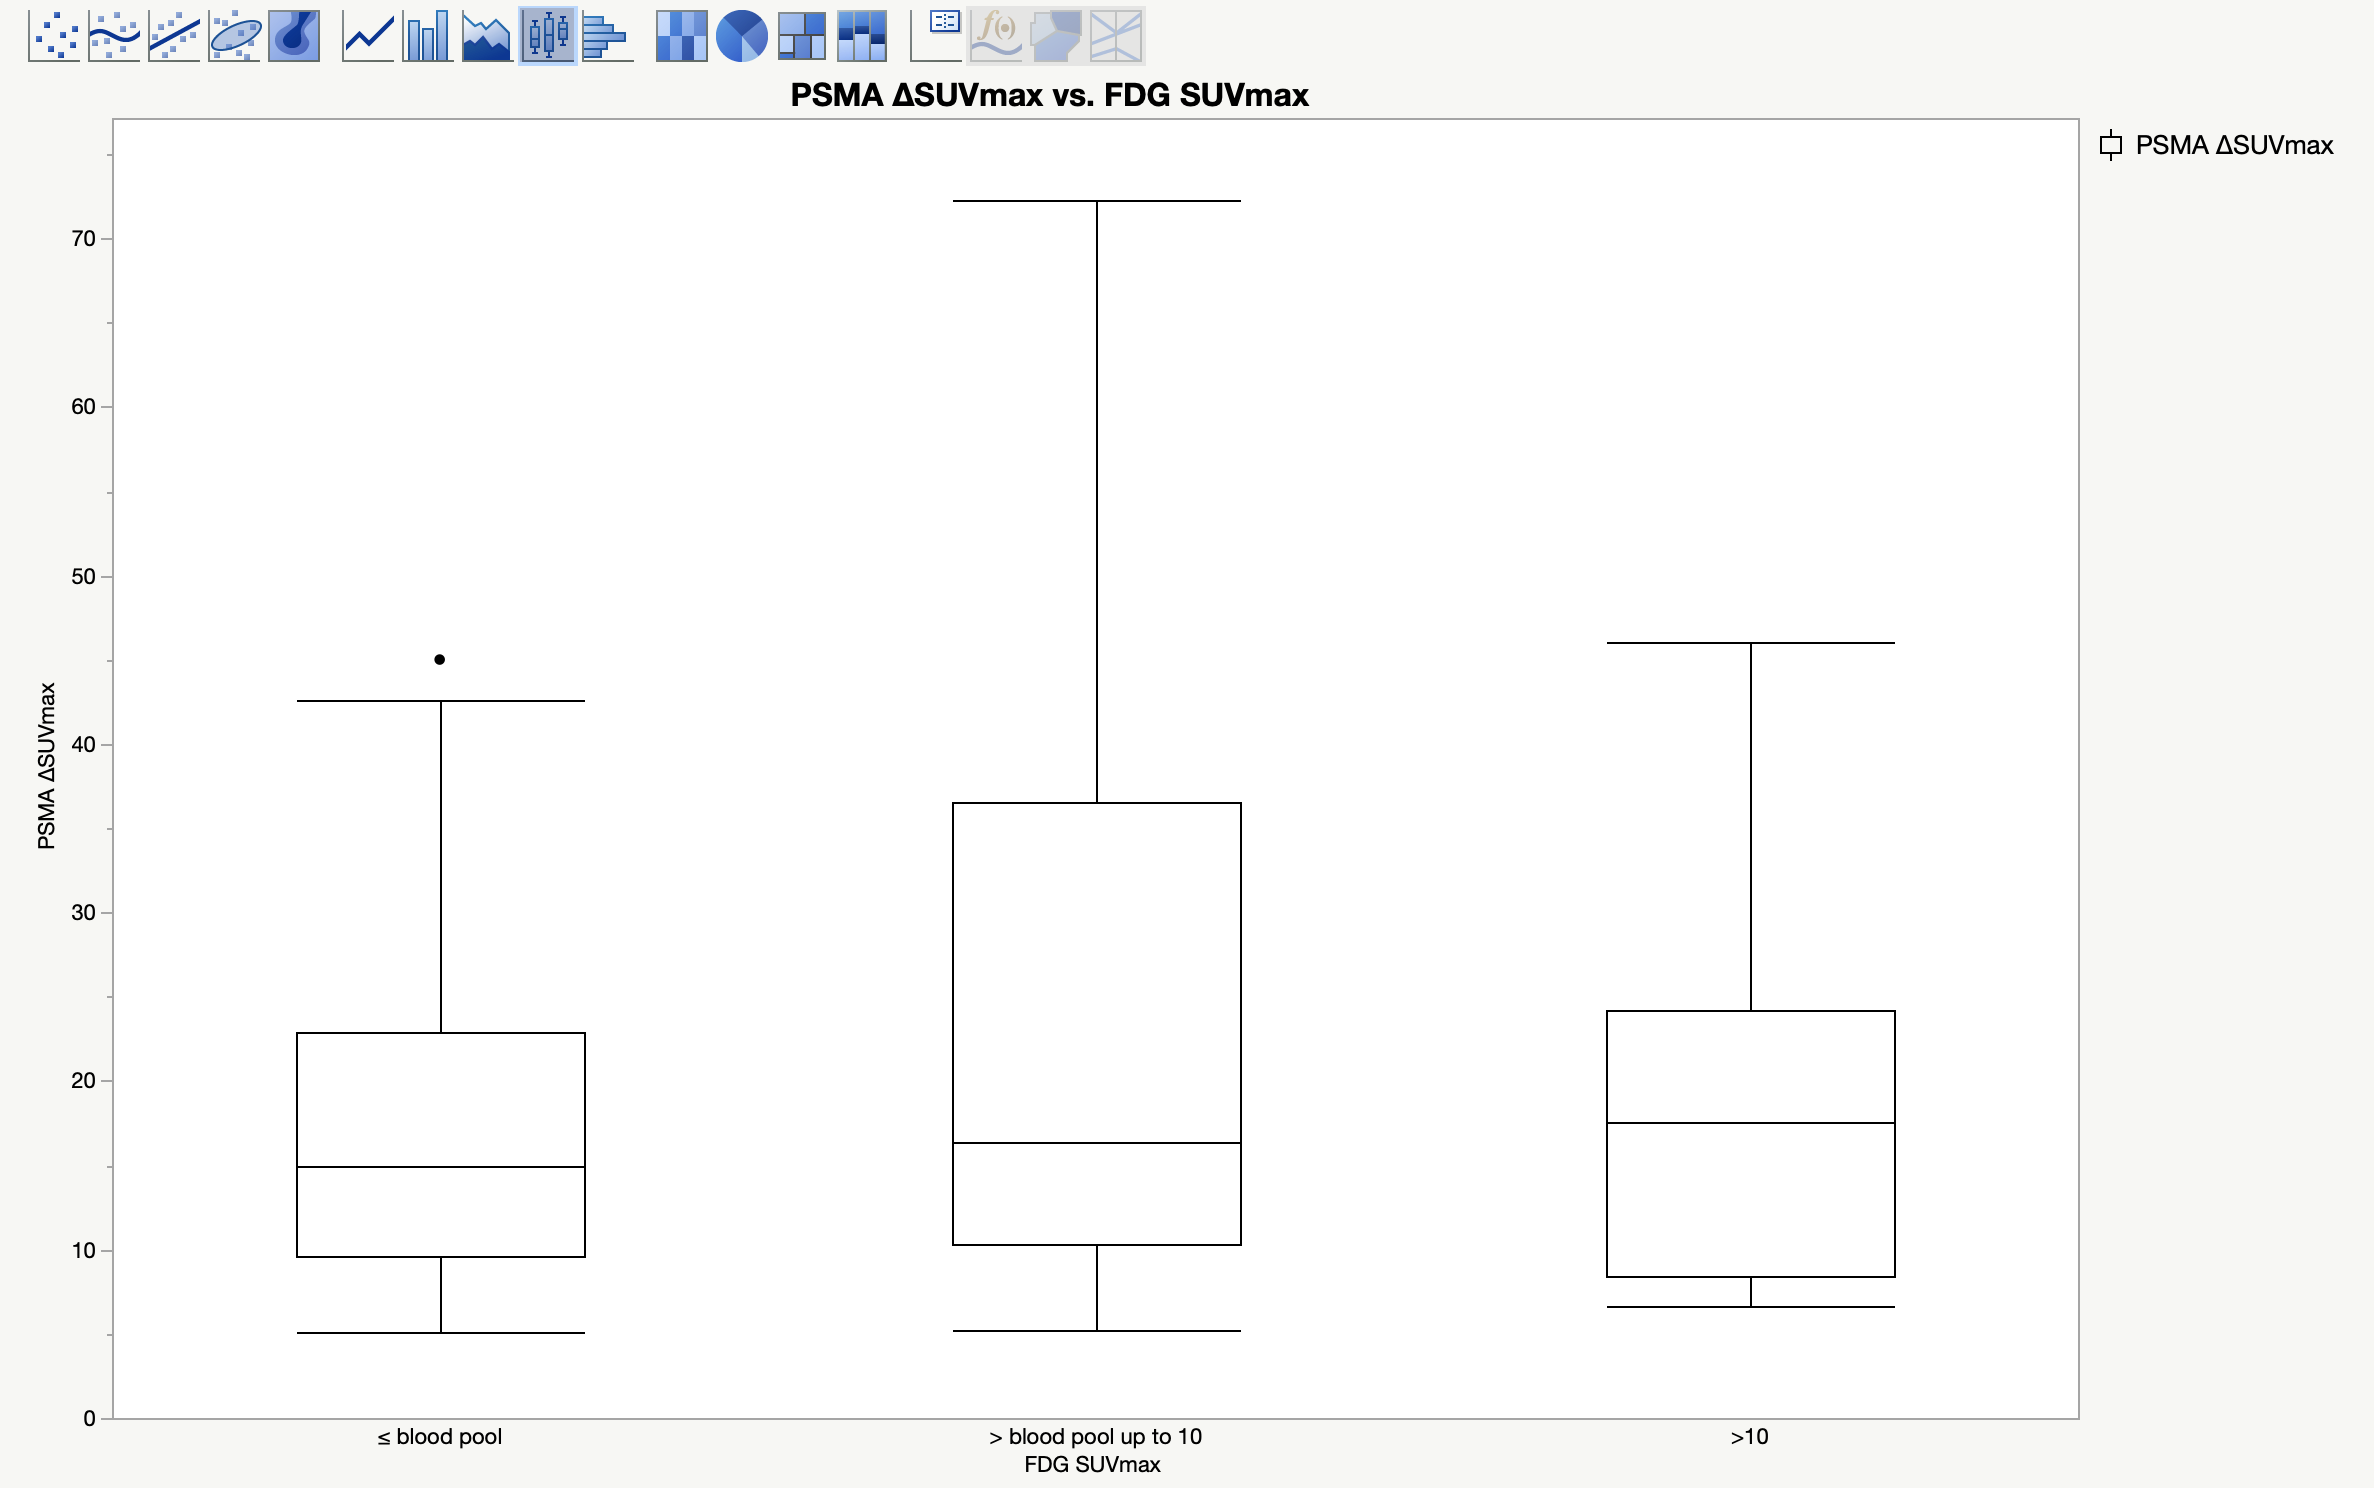 f(•)
PSMA ΔSUVmax vs. FDG SUVmax
PSMA ΔSUVmax
70
60
50
40
30
20
10
0
PSMA ΔSUVmax
≤ blood pool
> blood pool up to 10
>10
FDG SUVmax